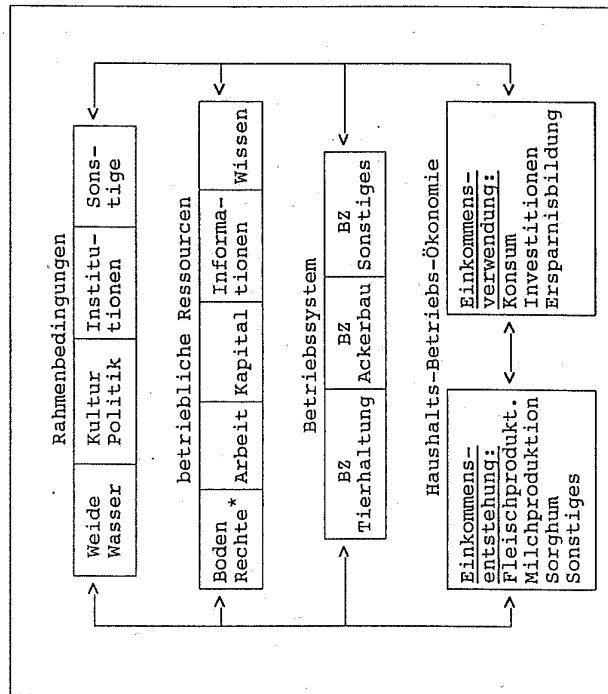 Rahmenbedingungen
Weide Kultur Institu- Sons-
Wasser Politik tionen tige
betriebliche Ressourcen
Boden Arbeit Kapital Informa- Wissen
Rechte* tionen
Betriebssystem
BZ BZ BZ
Tierhaltung Ackerbau Sonstiges
Haushalts-Betriebs-Ökonomie
Einkommens-
entstehung:
Fleischprodukt.
Milchproduktion
Sorghum
Sonstiges
Einkommens-
verwendung:
Konsum
Investitionen
Ersparnisbildung